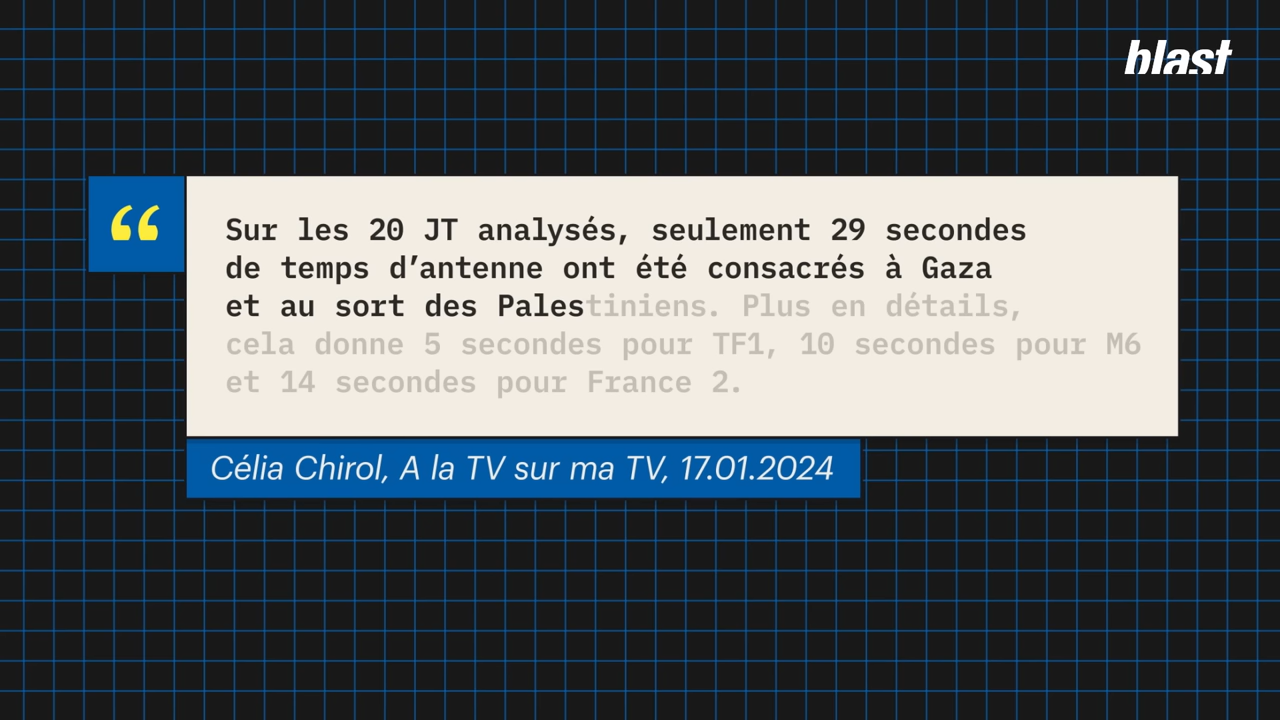 blast
“
Sur les 20 JT analysés, seulement 29 secondes
de temps d’antenne ont été consacrés à Gaza
et au sort des Palestiniens. Plus en détails,
cela donne 5 secondes pour TF1, 10 secondes pour M6
et 14 secondes pour France 2.
Célia Chirol, A la TV sur ma TV, 17.01.2024